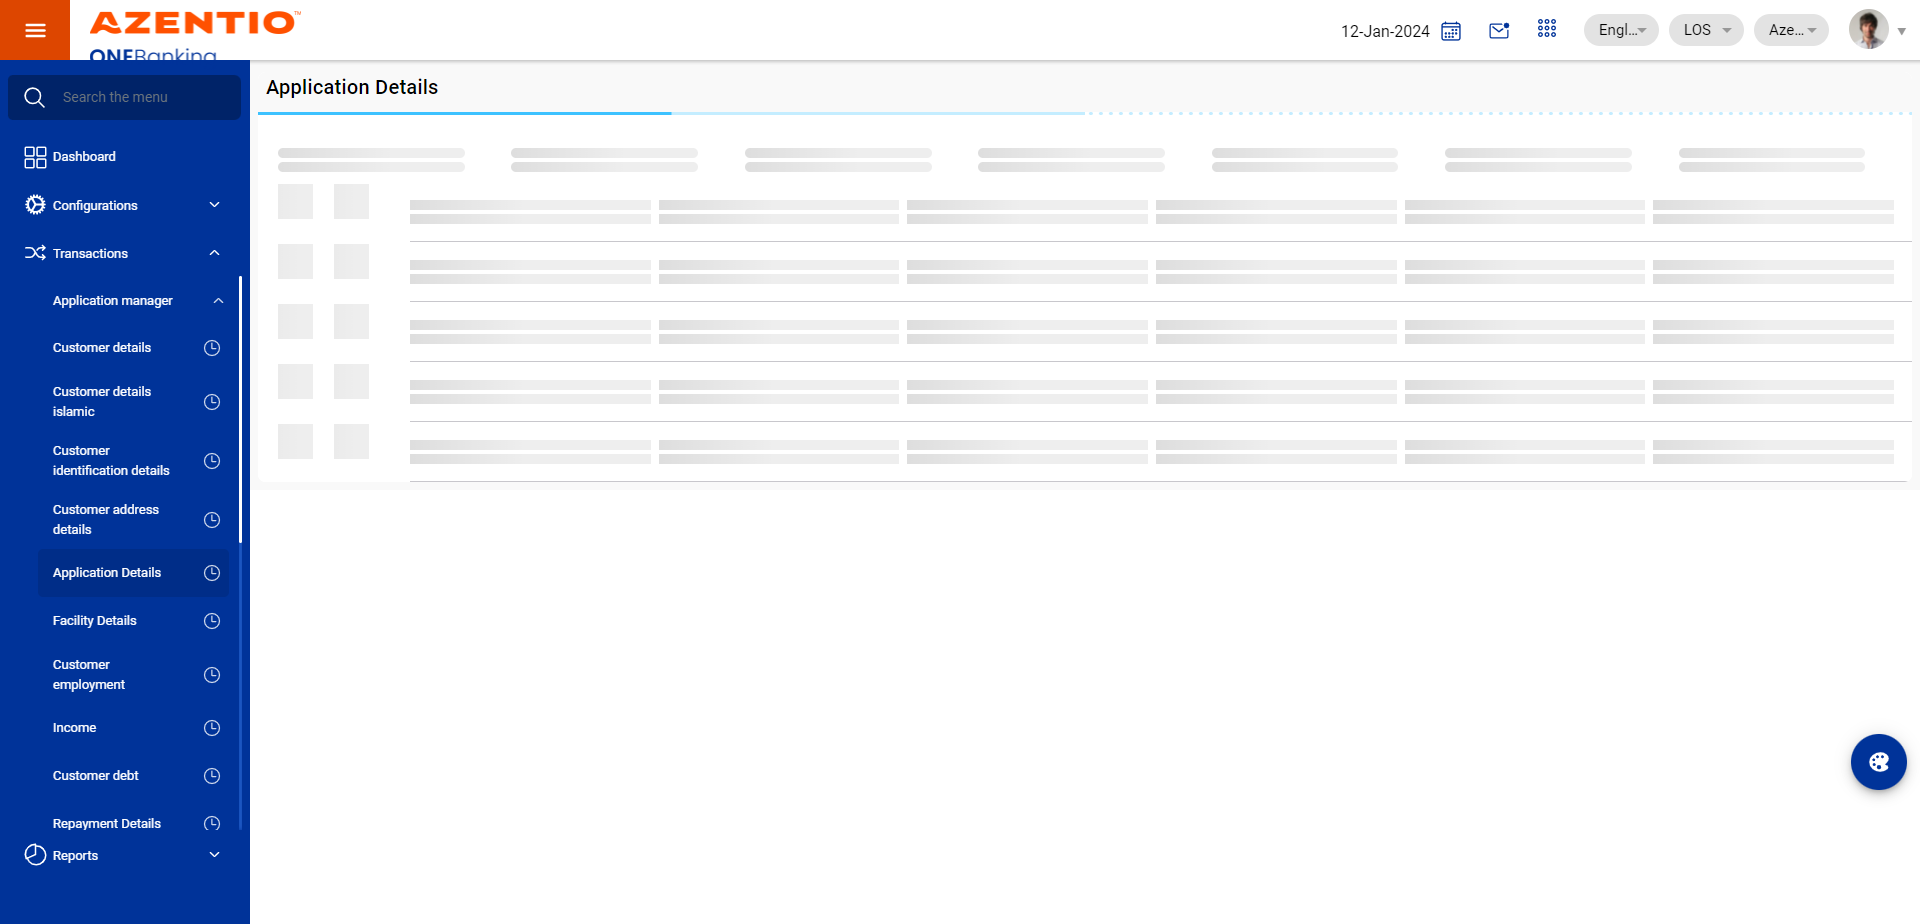 AZENTIO™
ONEBanking
12-Jan-2024
Engl...
LOS
Aze...
Search the menu
Dashboard
Configurations
Transactions
Application manager
Customer details
Customer details
islamic
Customer
identification details
Customer address
details
Application Details
Facility Details
Customer
employment
Income
Customer debt
Repayment Details
Reports
Application Details